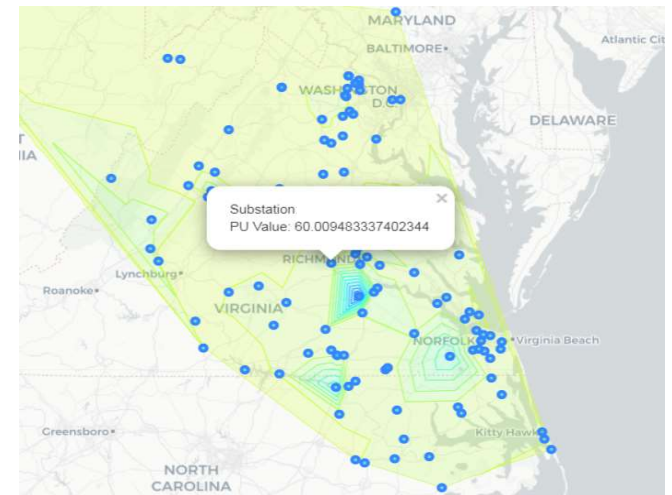 MARYLAND
BALTIMORE
Atlantic Cit
WASHINGTON
D.C.
DELAWARE
T
IA
×
Substation
PU Value: 60.009483337402344
RICHMOND
Lynchburg
Roanoke
VIRGINIA
NORFOLK
Virginia Beach
Greensboro
Kitty Hawk
NORTH
CAROLINA